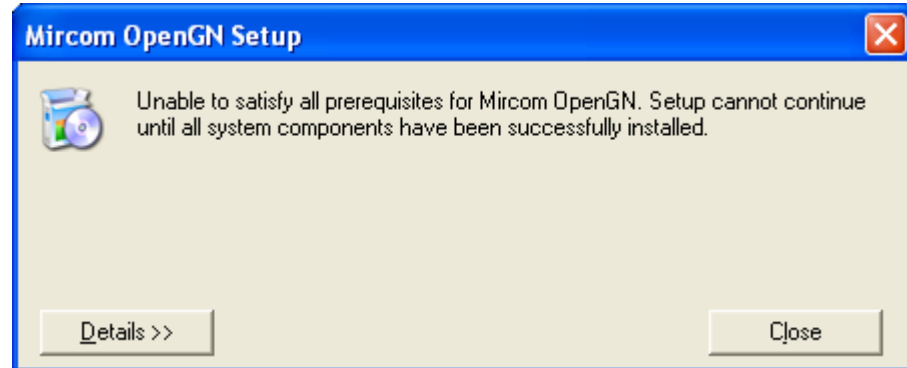 Mircom OpenGN Setup
Unable to satisfy all prerequisites for Mircom OpenGN. Setup cannot continue
until all system components have been successfully installed.
Details >>
Close